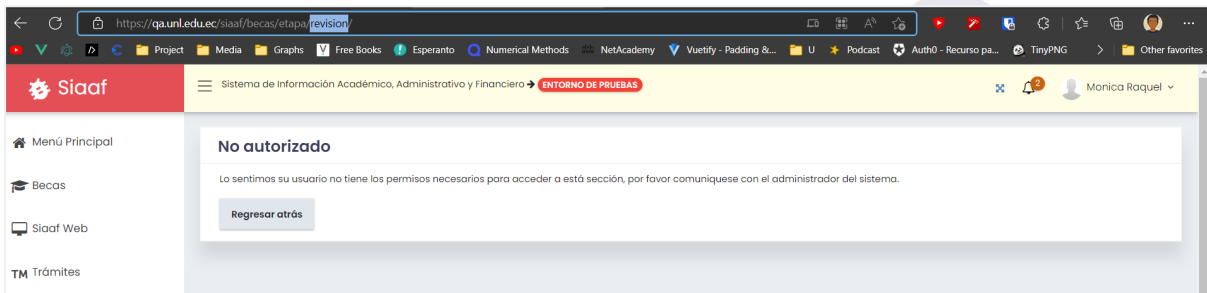 https://qa.unl.edu.ec/siaaf/becas/etapa/revision/
Project Media Graphs Free Books Esperanto Numerical Methods NetAcademy Vuetify - Padding &... U Podcast Auth0 - Recurso pa... TinyPNG Other favorites
Siaaf
Sistema de Información Académico, Administrativo y Financiero ENTORNO DE PRUEBAS
2
Monica Raquel
Menú Principal
Becas
Siaaf Web
TM Trámites
No autorizado
Lo sentimos su usuario no tiene los permisos necesarios para acceder a está sección, por favor comuniquese con el administrador del sistema.
Regresar atrás